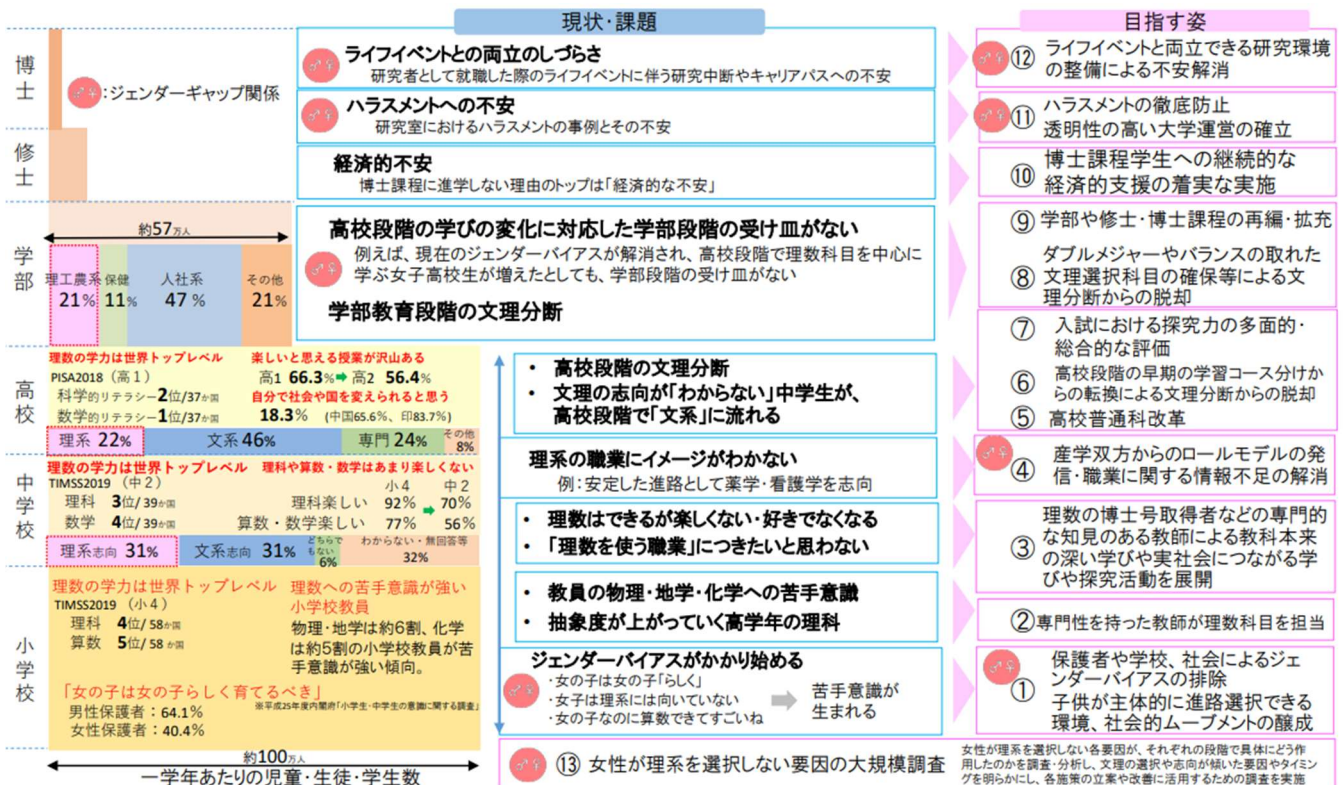 現状・課題
目指す姿
博士
修士
学部
高校
中学校
小学校
♂♀:ジェンダーギャップ関係
ライフイベントとの両立のしづらさ
研究者として就職した際のライフイベントに伴う研究中断やキャリアパスへの不安
ハラスメントへの不安
研究室におけるハラスメントの事例とその不安
経済的不安
博士課程に進学しない理由のトップは「経済的な不安」
高校段階の学びの変化に対応した学部段階の受け皿がない
例えば、現在のジェンダーバイアスが解消され、高校段階で理数科目を中心に
学ぶ女子高校生が増えたとしても、学部段階の受け皿がない
学部教育段階の文理分断
約57万人
理工農系 保健 人社系 その他
21% 11% 47% 21%
理数の学力は世界トップレベル
PISA2018(高1)
科学的リテラシー2位/37か国
数学的リテラシー1位/37か国
楽しいと思える授業が沢山ある
高1 66.3% 高2 56.4%
自分で社会や国を変えられると思う
18.3% (中国65.6%、印83.7%)
理系 22% 文系 46% 専門 24% その他 8%
理数の学力は世界トップレベル
TIMSS2019(中2)
理科 3位/39か国
数学 4位/39か国
理科や算数・数学はあまり楽しくない
小4 中2
理科楽しい 92% 70%
算数・数学楽しい 77% 56%
理系志向 31% 文系志向 31% どちらでもない 6% わからない・無回答等 32%
理数の学力は世界トップレベル
TIMSS2019(小4)
理科 4位/58か国
算数 5位/58か国
理数への苦手意識が強い
小学校教員
物理・地学は約6割、化学
は約5割の小学校教員が苦
手意識が強い傾向。
「女の子は女の子らしく育てるべき」
男性保護者:64.1%
女性保護者:40.4%
※平成25年度内閣府「小学生・中学生の意識に関する調査」
約100万人
一学年あたりの児童・生徒・学生数
・高校段階の文理分断
・文理の志向が「わからない」中学生が、
高校段階で「文系」に流れる
理系の職業にイメージがわかない
例:安定した進路として薬学・看護学を志向
・理数はできるが楽しくない・好きでなくなる
・「理数を使う職業」につきたいと思わない
・教員の物理・地学・化学への苦手意識
・抽象度が上がっていく高学年の理科
ジェンダーバイアスがかかり始める
・女の子は女の子「らしく」
・女子は理系には向いていない
・女の子なのに算数できてすごいね
苦手意識が
生まれる
⑫ ライフイベントと両立できる研究環境
の整備による不安解消
⑪ ハラスメントの徹底防止
透明性の高い大学運営の確立
⑩ 博士課程学生への継続的な
経済的支援の着実な実施
⑨ 学部や修士・博士課程の再編・拡充
⑧ ダブルメジャーやバランスの取れた
文理選択科目の確保等による文
理分断からの脱却
⑦ 入試における探究力の多面的・
総合的な評価
⑥ 高校段階の早期の学習コース分けか
らの転換による文理分断からの脱却
⑤ 高校普通科改革
④ 産学双方からのロールモデルの発
信・職業に関する情報不足の解消
③ 理数の博士号取得者などの専門的
な知見のある教師による教科本来
の深い学びや実社会につながる学
びや探究活動を展開
②専門性を持った教師が理数科目を担当
① 保護者や学校、社会によるジェ
ンダーバイアスの排除
子供が主体的に進路選択できる
環境、社会的ムーブメントの醸成
⑬ 女性が理系を選択しない要因の大規模調査
女性が理系を選択しない各要因が、それぞれの段階で具体にどう作
用したのかを調査・分析し、文理の選択や志向が傾いた要因やタイミン
グを明らかにし、各施策の立案や改善に活用するための調査を実施